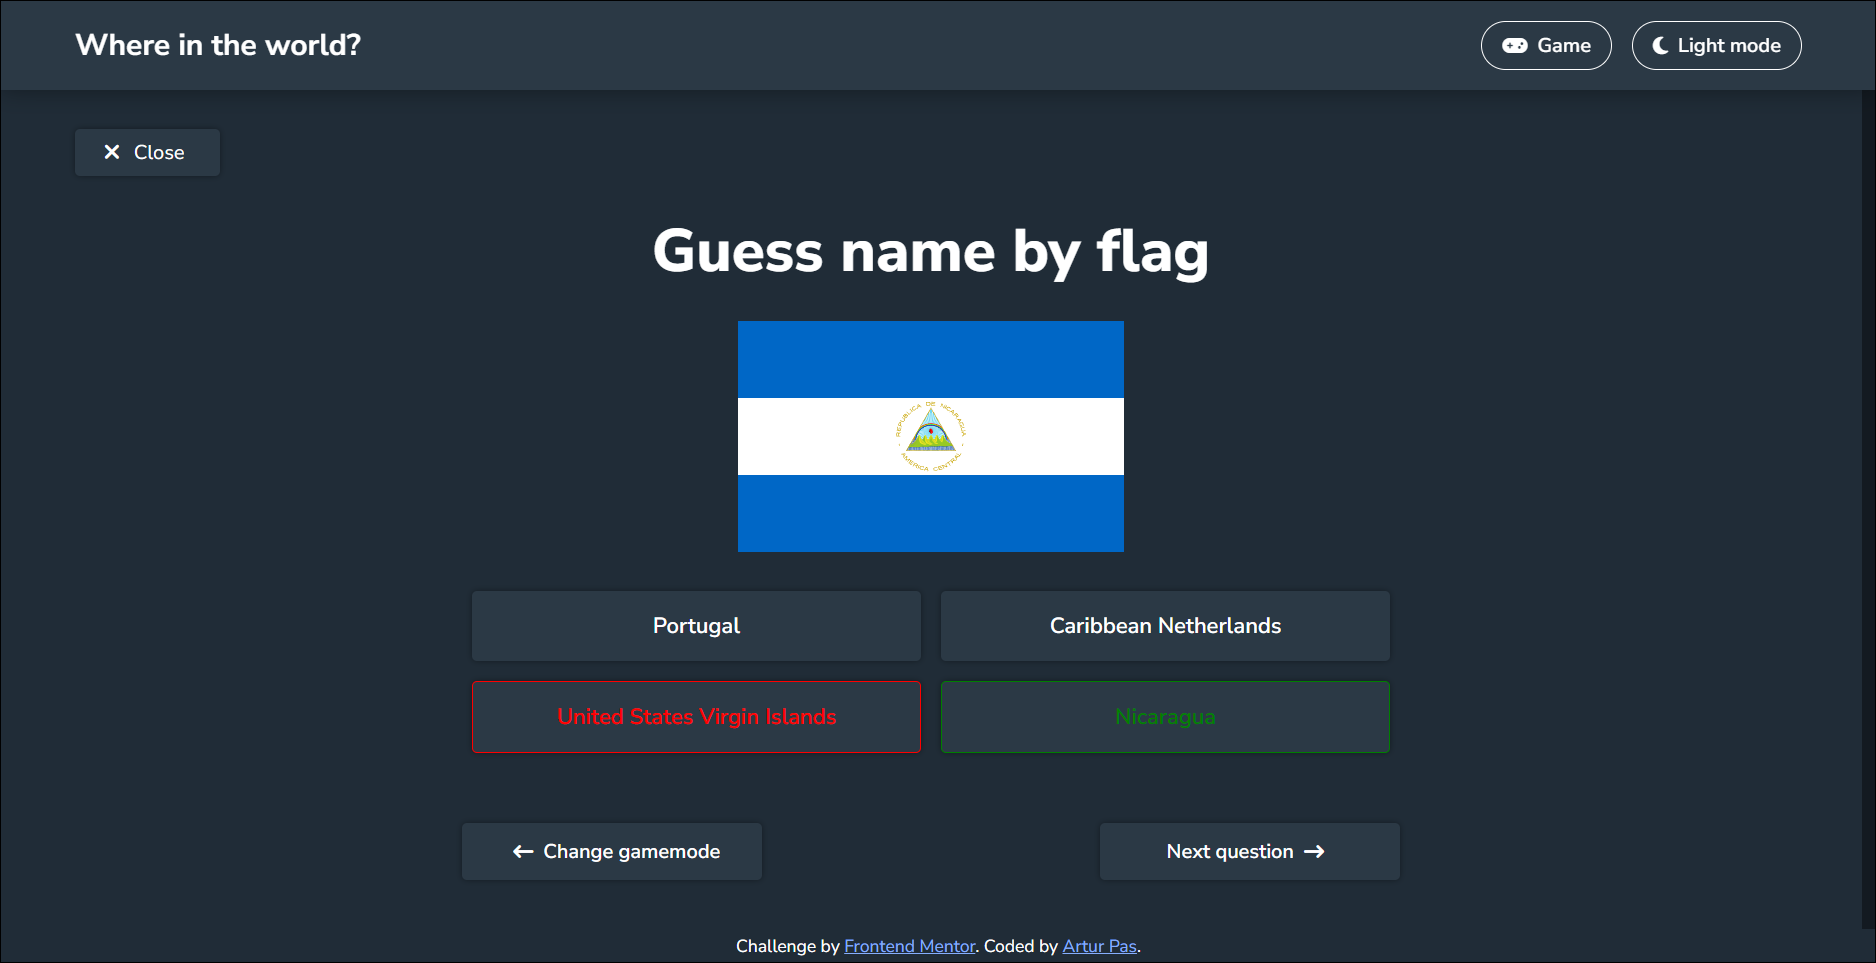 Where in the world?
Game
Light mode
Close
Guess name by flag
REPUBLICA DE NICARAGUA
AMERICA CENTRAL
Portugal
Caribbean Netherlands
United States Virgin Islands
Nicaragua
Change gamemode
Next question
Challenge by Frontend Mentor. Coded by Artur Pas.